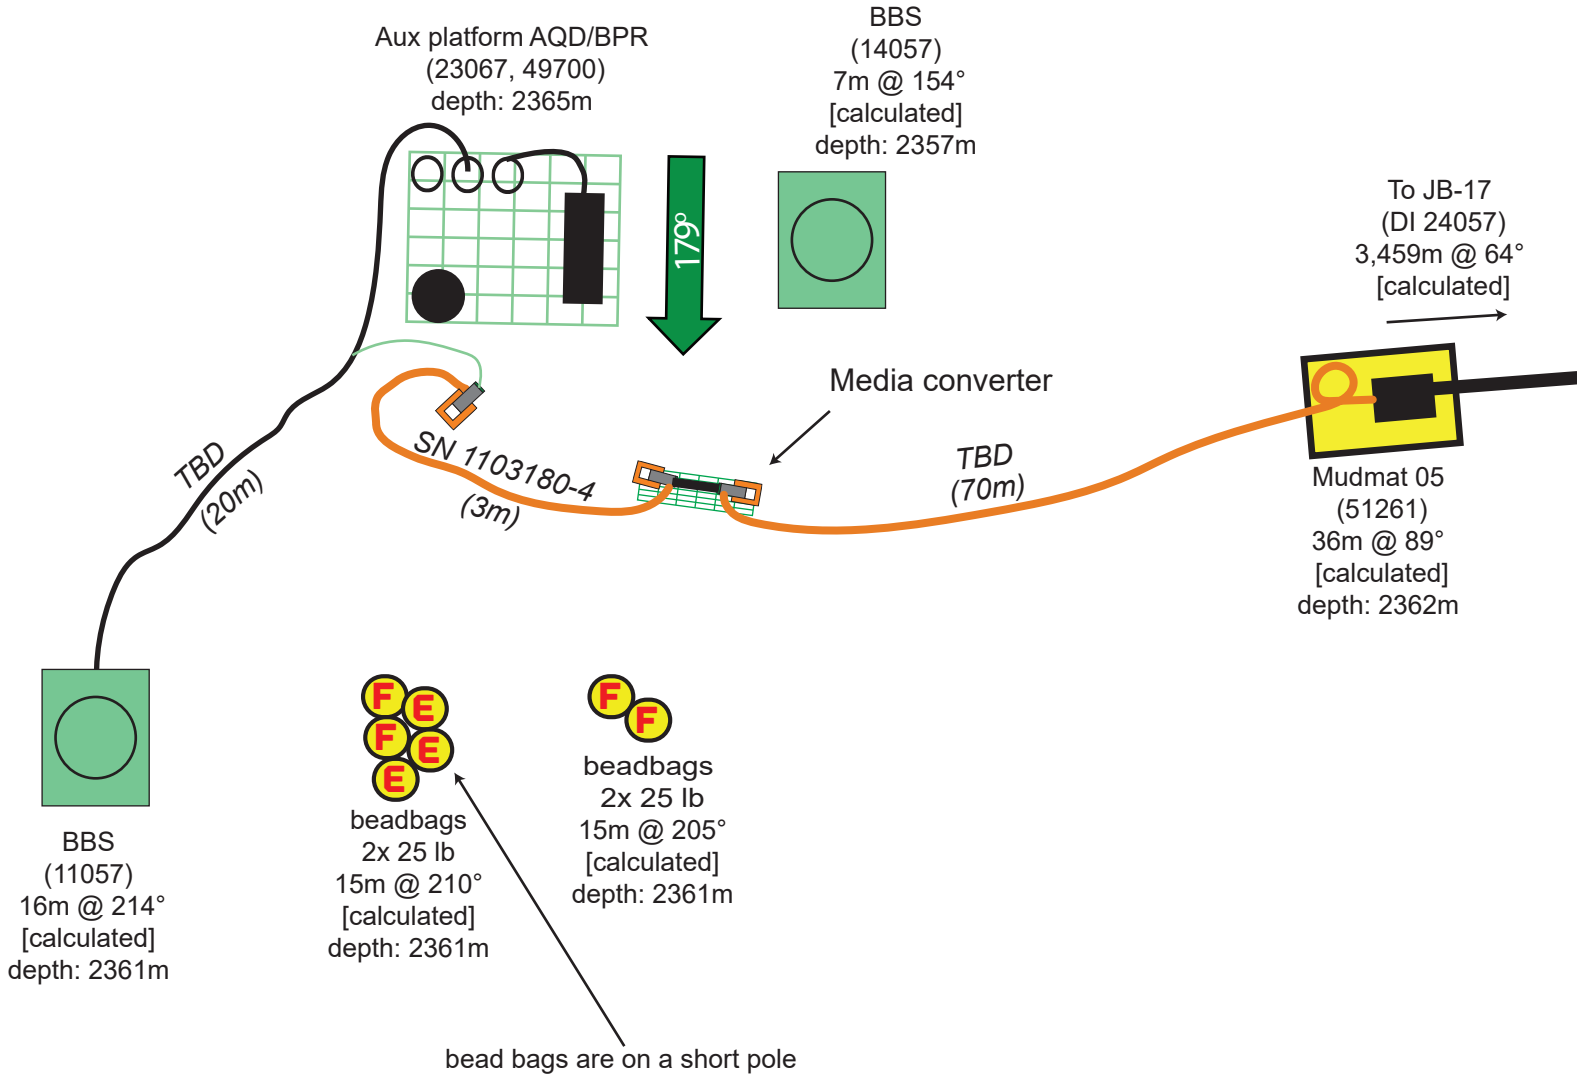 Aux platform AQD/BPR
(23067, 49700)
depth: 2365m
BBS
(14057)
7m @ 154°
[calculated]
depth: 2357m
179º
To JB-17
(DI 24057)
3,459m @ 64°
[calculated]
Media converter
TBD
(20m)
SN 1103180-4
(3m)
TBD
(70m)
Mudmat 05
(51261)
36m @ 89°
[calculated]
depth: 2362m
F
E
F
E
E
F
F
beadbags
2x 25 lb
15m @ 210°
[calculated]
depth: 2361m
beadbags
2x 25 lb
15m @ 205°
[calculated]
depth: 2361m
BBS
(11057)
16m @ 214°
[calculated]
depth: 2361m
bead bags are on a short pole